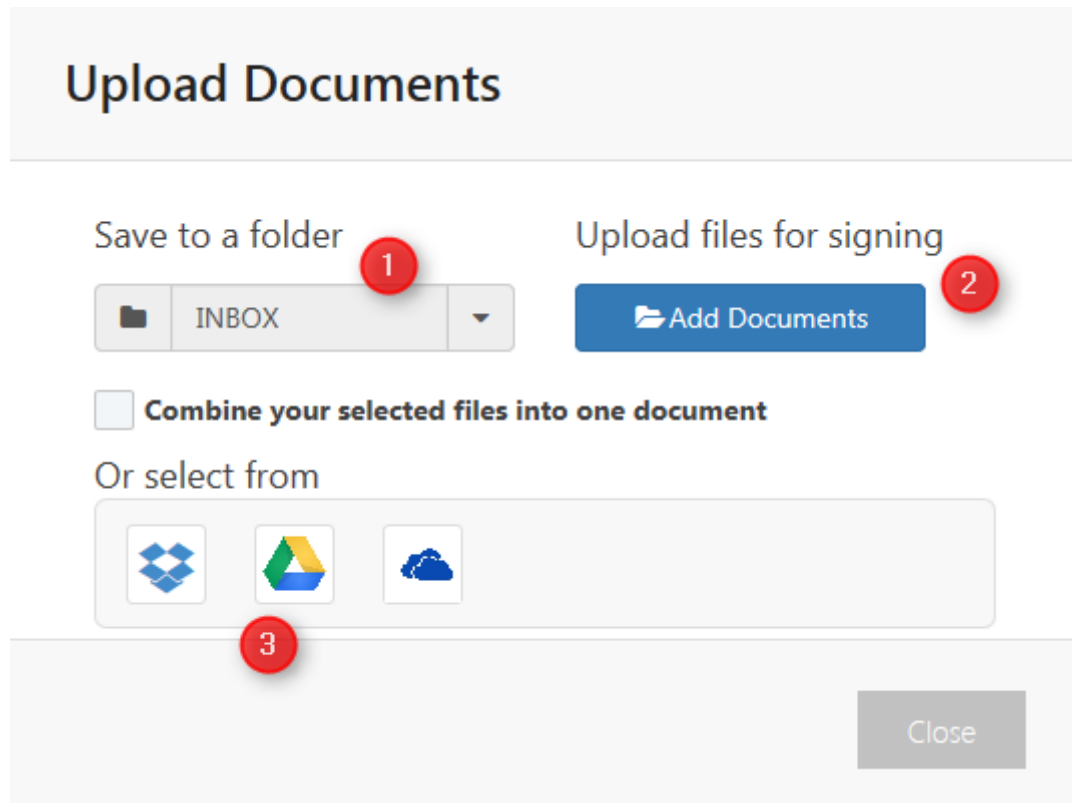 Upload Documents
Save to a folder
1
Upload files for signing
2
INBOX
Add Documents
Combine your selected files into one document
Or select from
3
Close